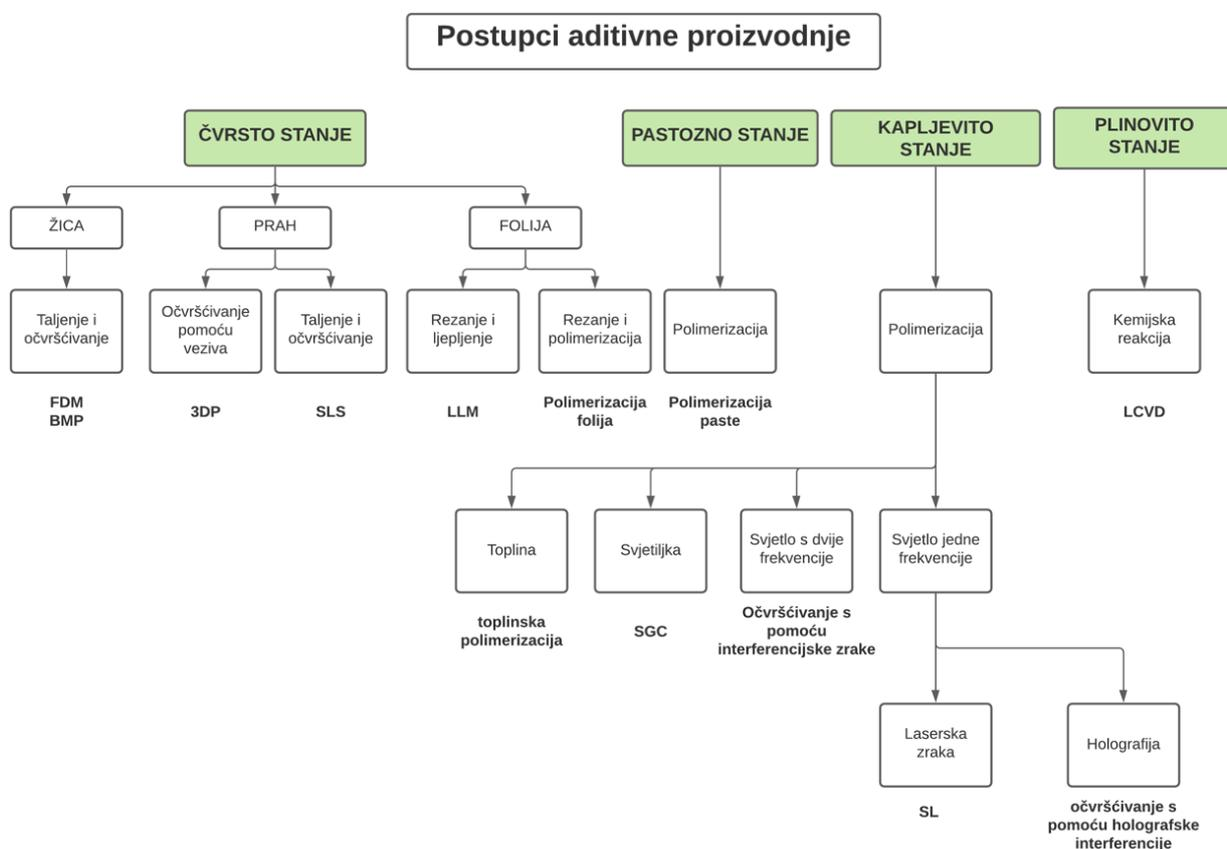 Postupci aditivne proizvodnje
ČVRSTO STANJE
PASTOZNO STANJE
KAPLJEVITO
STANJE
PLINOVITO
STANJE
ŽICA
PRAH
FOLIJA
Taljenje i
očvršćivanje
Očvršćivanje
pomoću
veziva
Taljenje i
očvršćivanje
Rezanje i
ljepljenje
Rezanje i
polimerizacija
Polimerizacija
Polimerizacija
Kemijska
reakcija
FDM
BMP
3DP
SLS
LLM
Polimerizacija
folija
Polimerizacija
paste
LCVD
Toplina
Svjetiljka
Svjetlo s dvije
frekvencije
Svjetlo jedne
frekvencije
toplinska
polimerizacija
SGC
Očvršćivanje s
pomoću
interferencijske zrake
Laserska
zraka
Holografija
SL
očvršćivanje s
pomoću holografske
interferencije